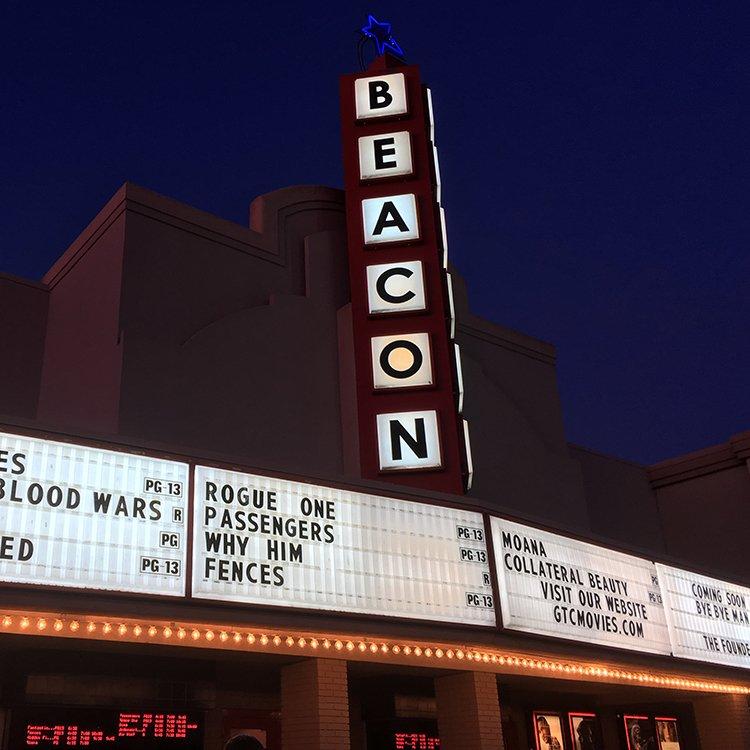 BEACON
ES
BLOOD WARS
ED
PG-13
R
PG
PG-13
ROGUE ONE
PASSENGERS
WHY HIM
FENCES
PG-13
PG-13
R
PG-13
MOANA
COLLATERAL BEAUTY
VISIT OUR WEBSITE
GTCMOVIES.COM
COMING SOON
BYE BYE MAN
THE FOUNDE